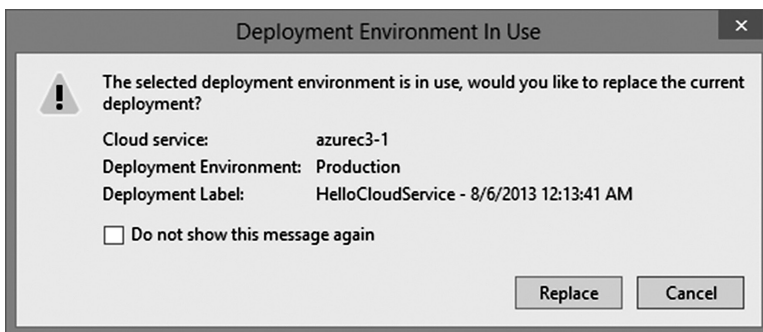 Deployment Environment In Use
The selected deployment environment is in use, would you like to replace the current
deployment?
Cloud service: azurec3-1
Deployment Environment: Production
Deployment Label: HelloCloudService - 8/6/2013 12:13:41 AM
Do not show this message again
Replace Cancel